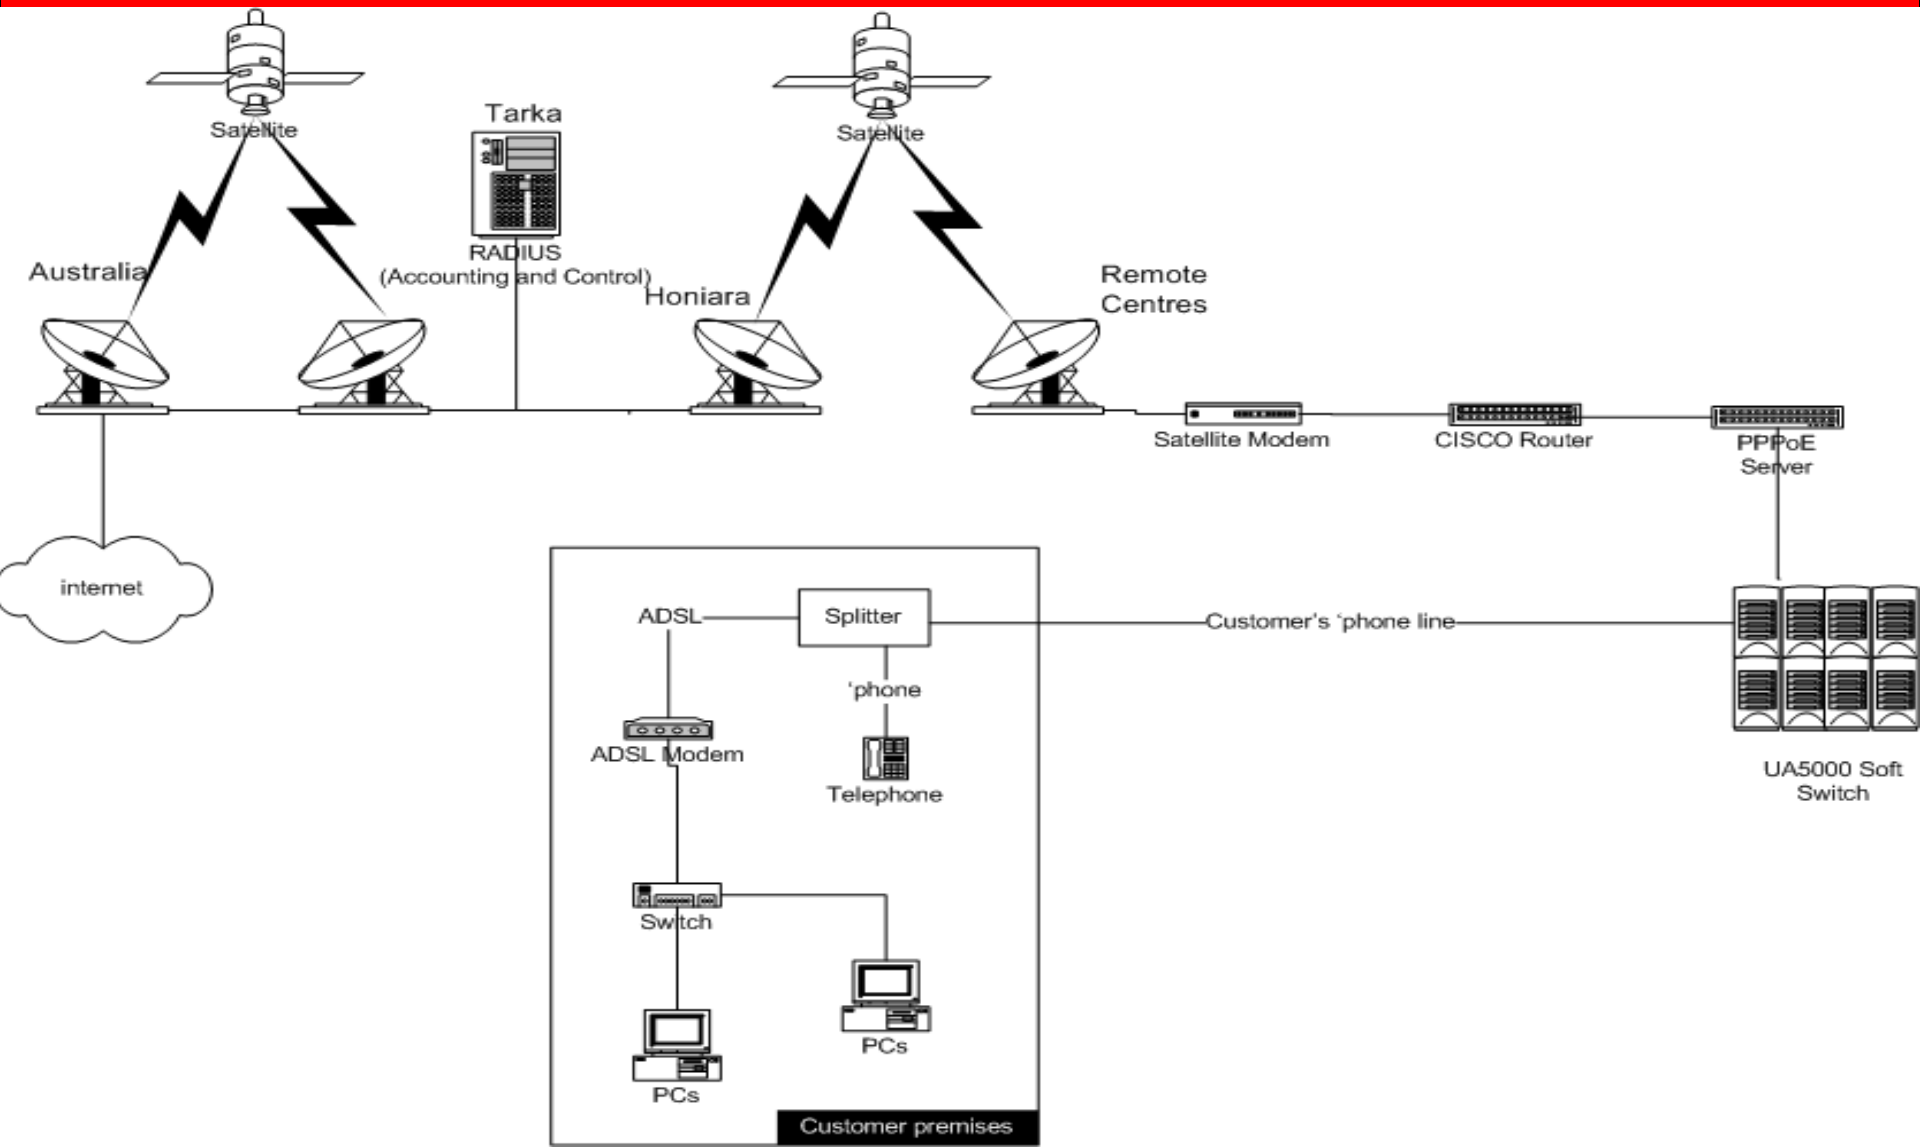 Tarka
Satellite
Satellite
RADIUS
(Accounting and Control)
Australia
Honiara
Remote
Centres
Satellite Modem
CISCO Router
PPPoE
Server
internet
ADSL
Splitter
Customer's 'phone line
'phone
ADSL Modem
Telephone
UA5000 Soft
Switch
Switch
PCs
PCs
Customer premises